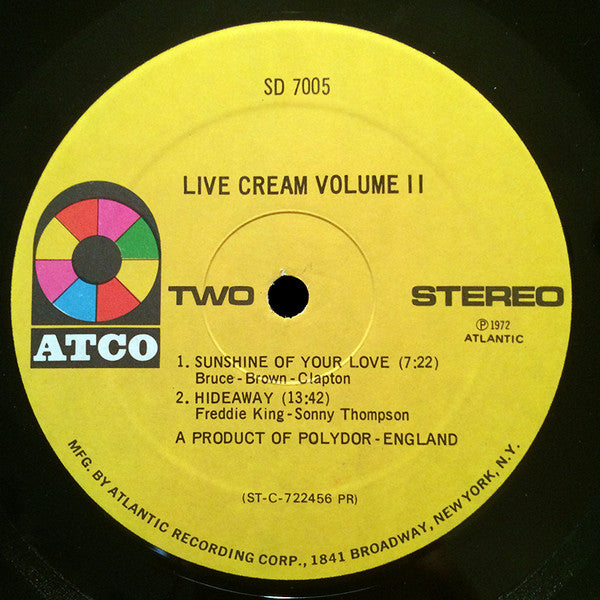 SD 7005
LIVE CREAM VOLUME II
TWO
STEREO
Ⓟ 1972
ATLANTIC
ATCO
1. SUNSHINE OF YOUR LOVE (7:22)
Bruce - Brown - Clapton
2. HIDEAWAY (13:42)
Freddie King - Sonny Thompson
A PRODUCT OF POLYDOR - ENGLAND
(ST-C-722456 PR)
MFG. BY ATLANTIC RECORDING CORP., 1841 BROADWAY, NEW YORK, N.Y.